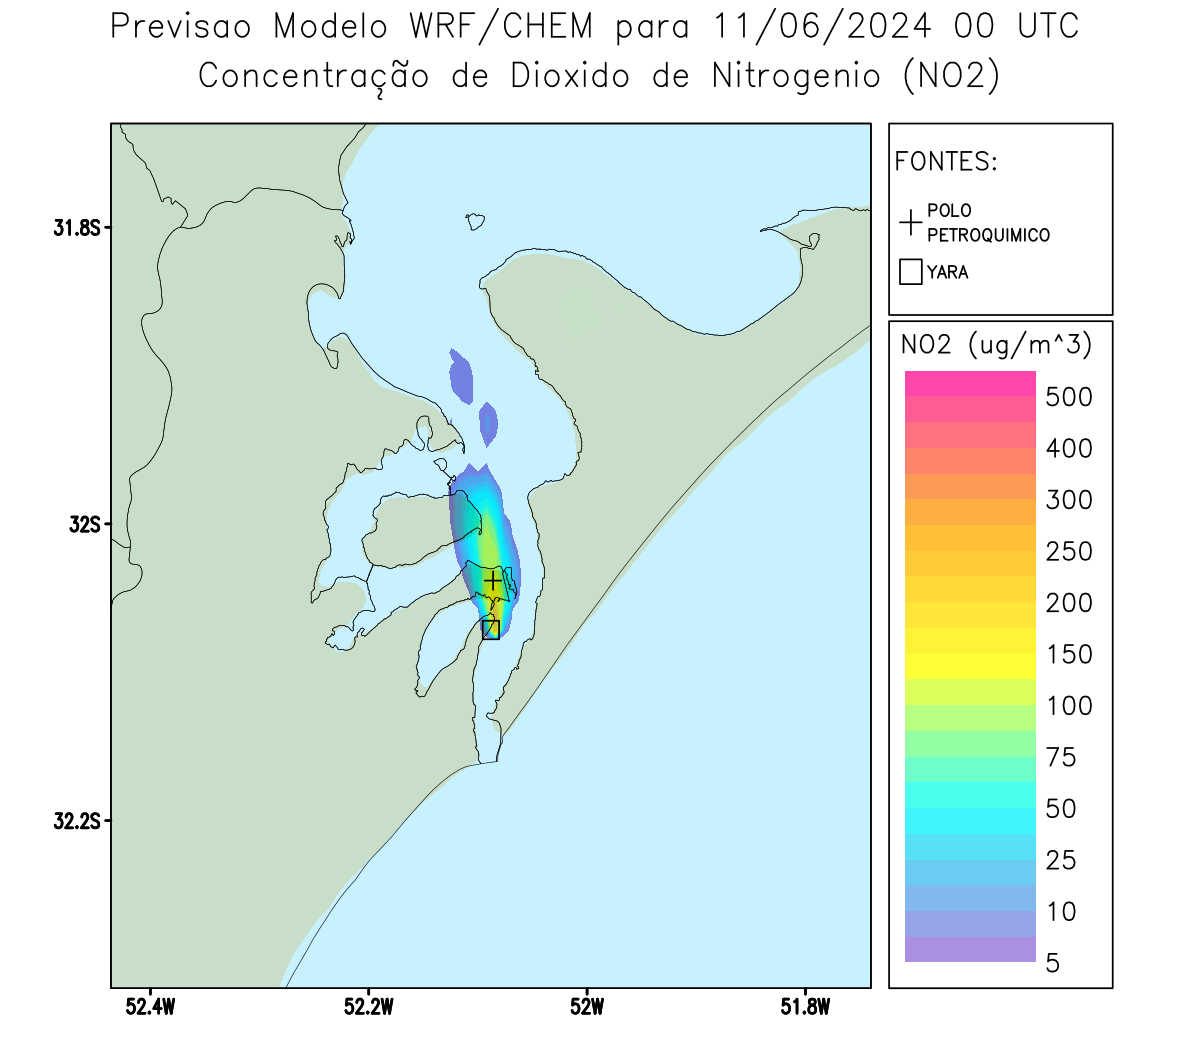 Previsao Modelo WRF/CHEM para 11/06/2024 00 UTC
Concentração de Dioxido de Nitrogenio (NO2)
FONTES:
POLO
PETROQUIMICO
YARA
31.8S
32S
32.2S
52.4W
52.2W
52W
51.8W
NO2 (ug/m^3)
500
400
300
250
200
150
100
75
50
25
10
5